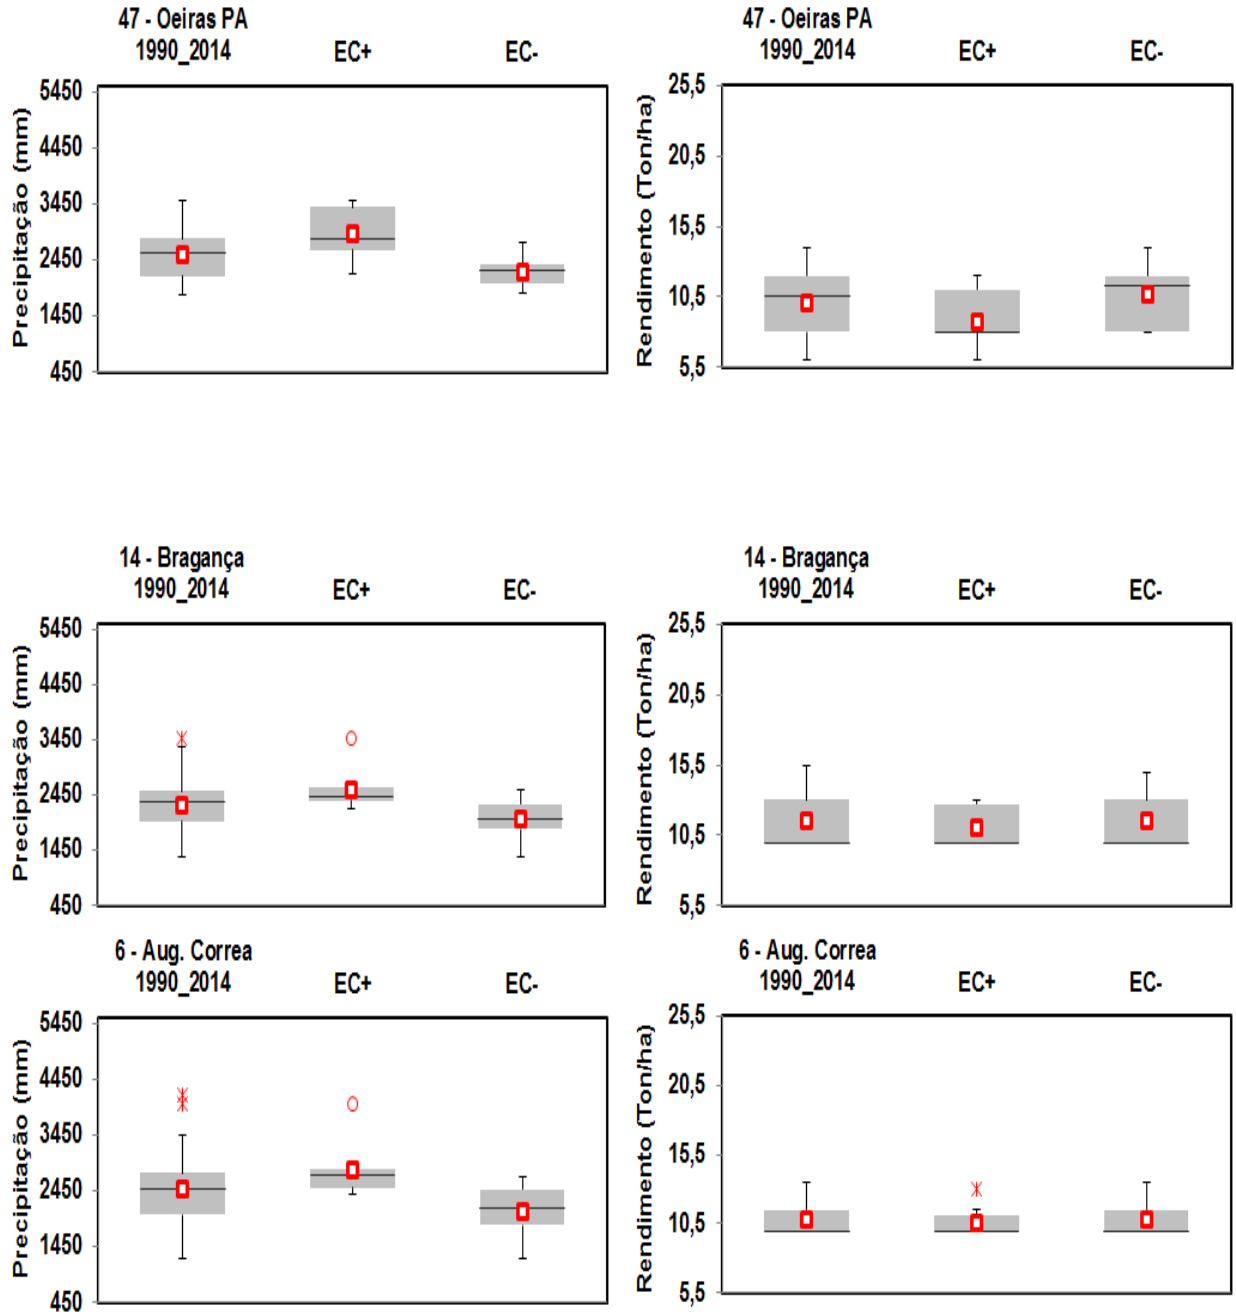 47 - Oeiras PA
1990_2014 EC+ EC-
Precipitação (mm)
5450
4450
3450
2450
1450
450
47 - Oeiras PA
1990_2014 EC+ EC-
Rendimento (Ton/ha)
25,5
20,5
15,5
10,5
5,5
14 - Bragança
1990_2014 EC+ EC-
Precipitação (mm)
5450
4450
3450
2450
1450
450
14 - Bragança
1990_2014 EC+ EC-
Rendimento (Ton/ha)
25,5
20,5
15,5
10,5
5,5
6 - Aug. Correa
1990_2014 EC+ EC-
Precipitação (mm)
5450
4450
3450
2450
1450
450
6 - Aug. Correa
1990_2014 EC+ EC-
Rendimento (Ton/ha)
25,5
20,5
15,5
10,5
5,5